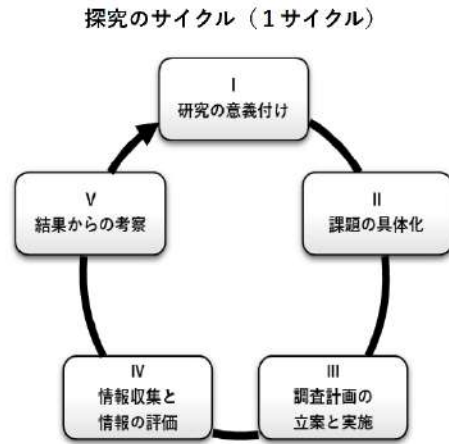 探究のサイクル（１サイクル）
Ⅰ
研究の意義付け
Ⅱ
課題の具体化
Ⅲ
調査計画の
立案と実施
Ⅳ
情報収集と
情報の評価
Ⅴ
結果からの考察